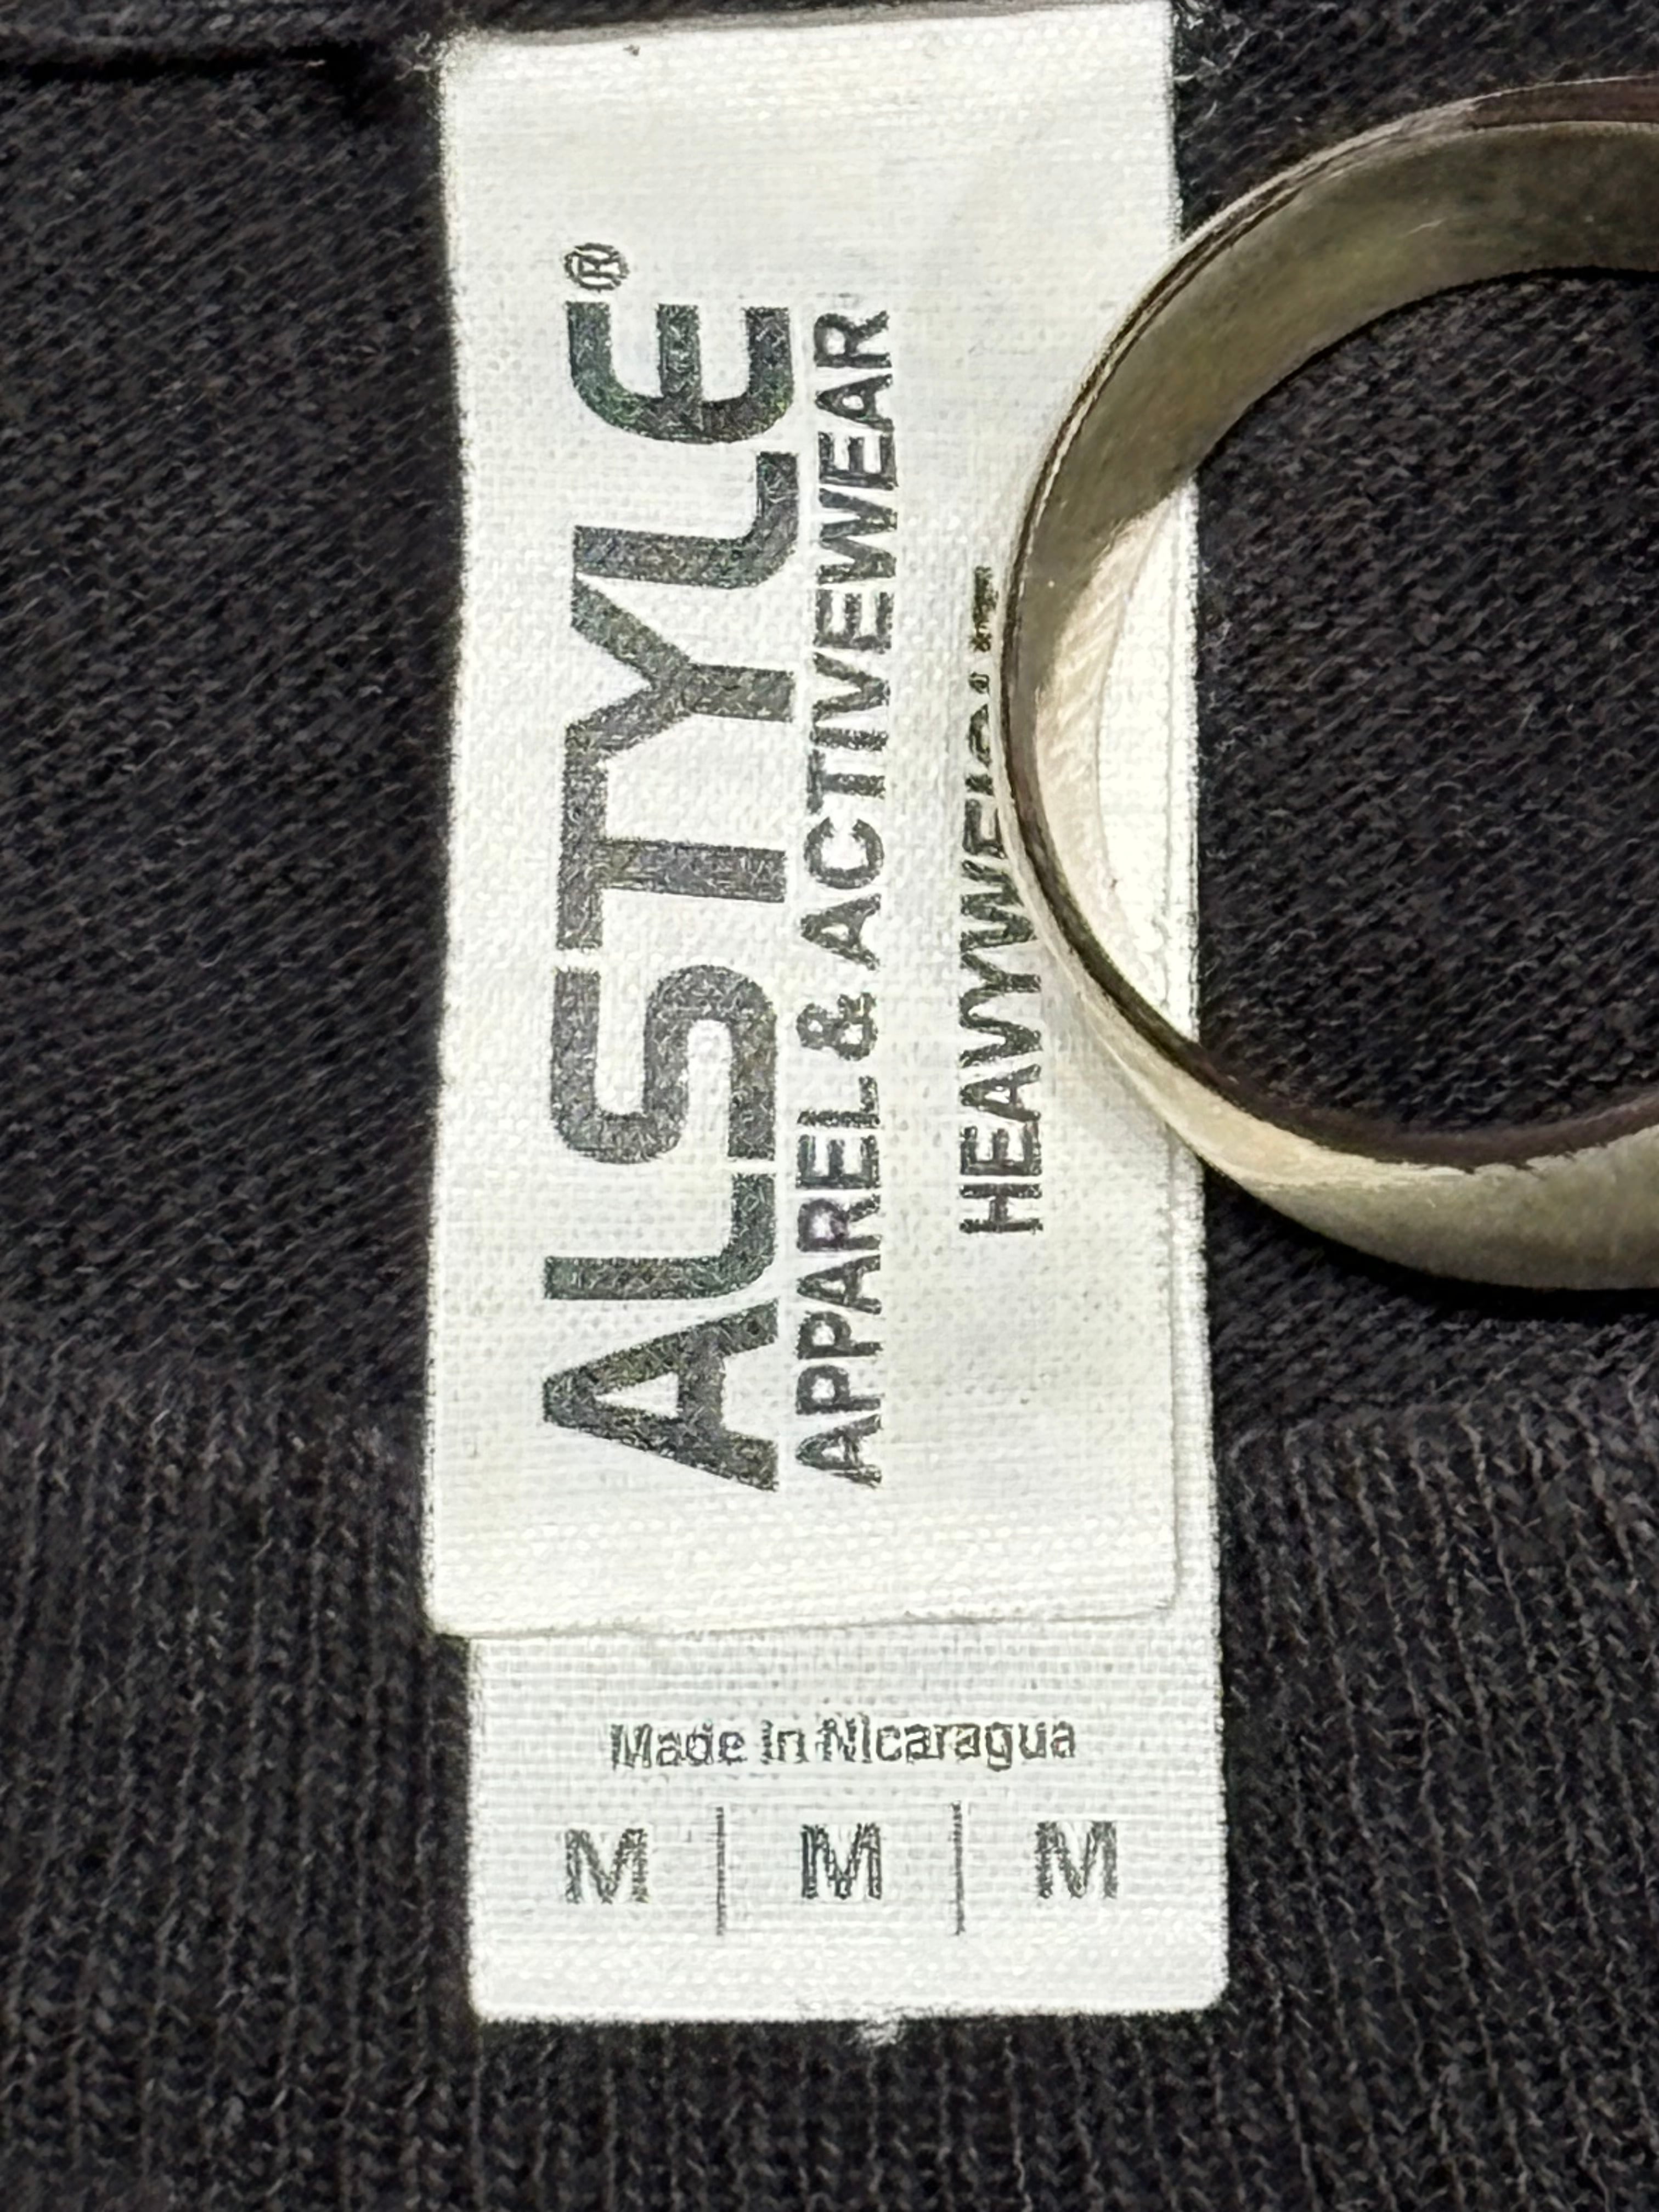 ALSTYLE®
APPAREL & ACTIVEWEAR
Made in Nicaragua
M | M | M